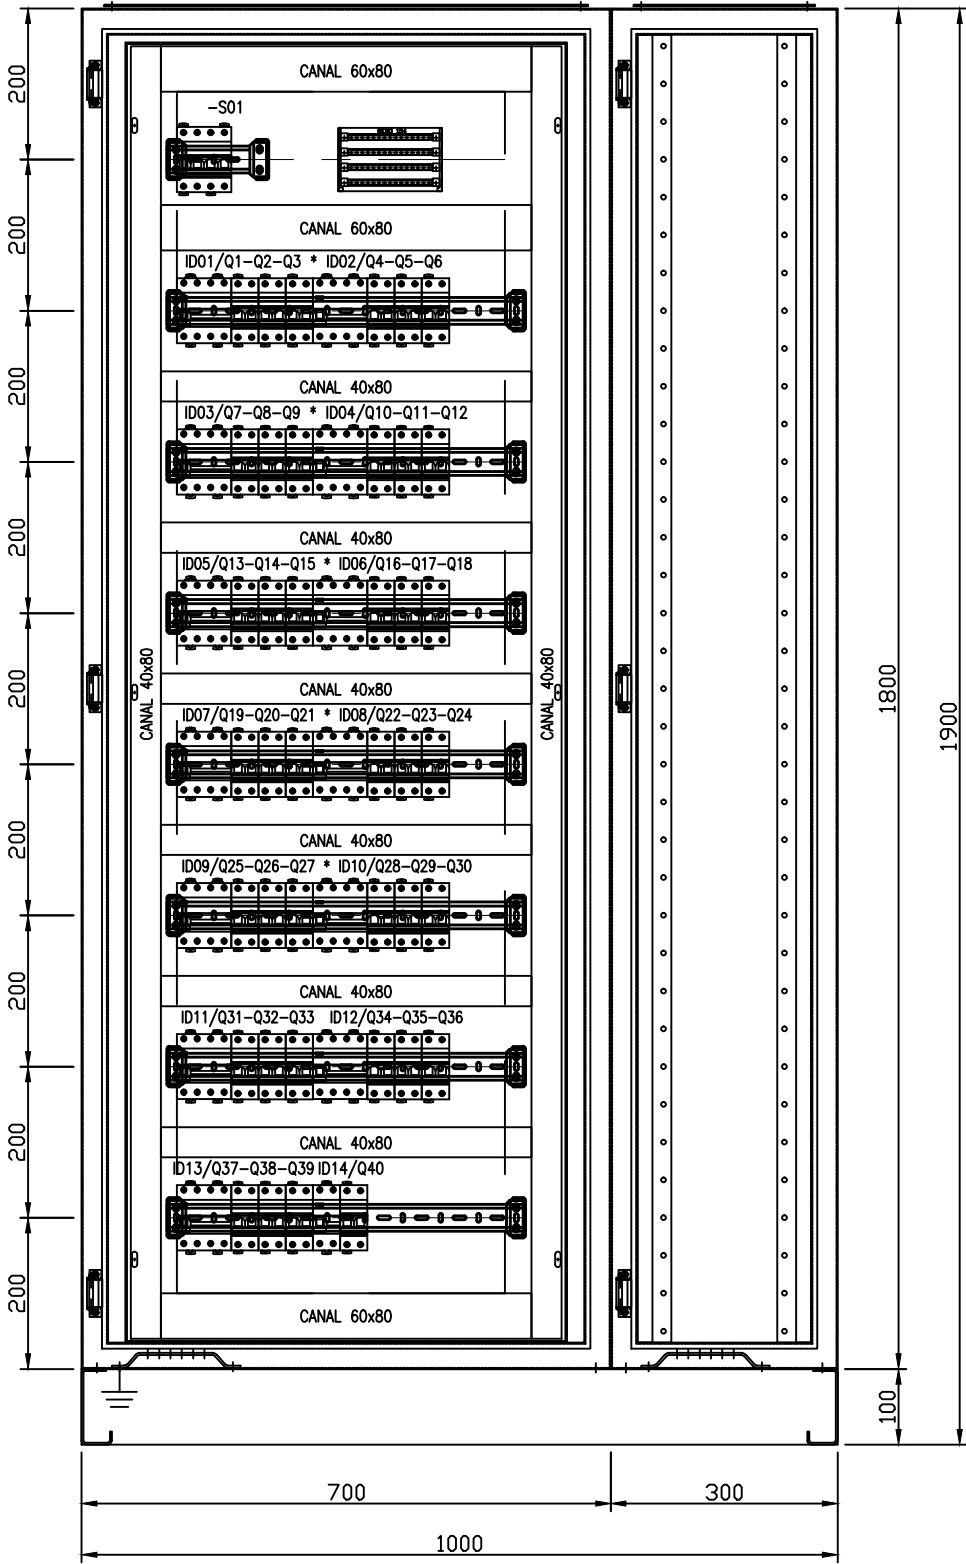 CANAL 60x80
-S01
CANAL 60x80
ID01/Q1-Q2-Q3 * ID02/Q4-Q5-Q6
CANAL 40x80
ID03/Q7-Q8-Q9 * ID04/Q10-Q11-Q12
CANAL 40x80
ID05/Q13-Q14-Q15 * ID06/Q16-Q17-Q18
CANAL 40x80
CANAL 40x80
CANAL 40x80
ID07/Q19-Q20-Q21 * ID08/Q22-Q23-Q24
CANAL 40x80
ID09/Q25-Q26-Q27 * ID10/Q28-Q29-Q30
CANAL 40x80
ID11/Q31-Q32-Q33 ID12/Q34-Q35-Q36
CANAL 40x80
ID13/Q37-Q38-Q39 ID14/Q40
CANAL 60x80
200
200
200
200
200
200
200
200
200
1800
1900
100
700
300
1000